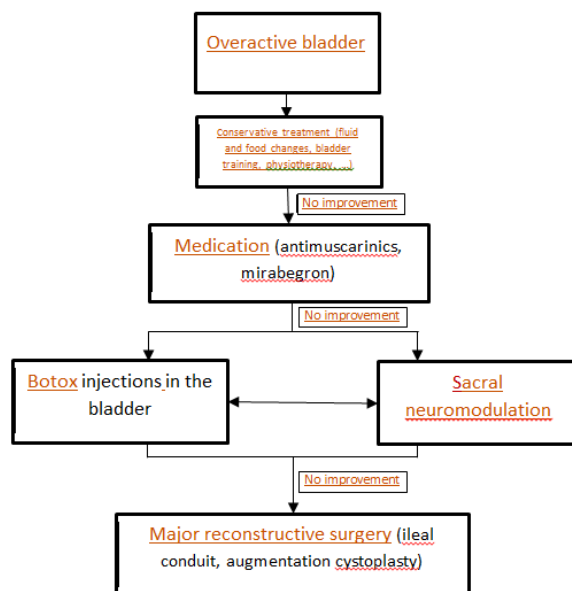 Overactive bladder
Conservative treatment (fluid
and food changes, bladder
training, physiotherapy, ...)
No improvement
Medication (antimuscarinics,
mirabegron)
No improvement
Botox injections in the
bladder
Sacral
neuromodulation
No improvement
Major reconstructive surgery (ileal
conduit, augmentation cystoplasty)